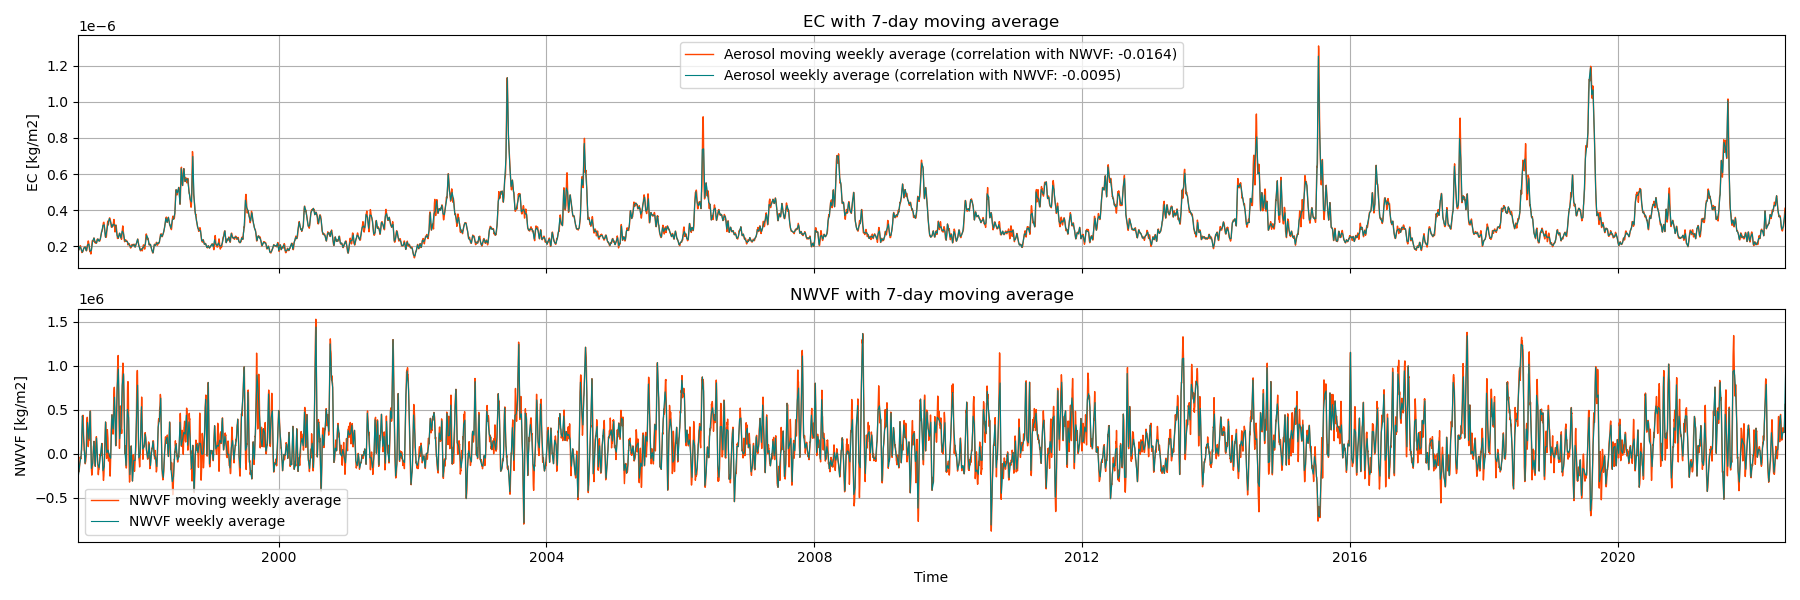 EC with 7-day moving average
1e−6
Aerosol moving weekly average (correlation with NWVF: -0.0164)
Aerosol weekly average (correlation with NWVF: -0.0095)
1.2
1.0
0.8
0.6
0.4
0.2
EC [kg/m2]
NWVF with 7-day moving average
1e6
1.5
1.0
0.5
0.0
−0.5
NWVF [kg/m2]
NWVF moving weekly average
NWVF weekly average
2000 2004 2008 2012 2016 2020
Time